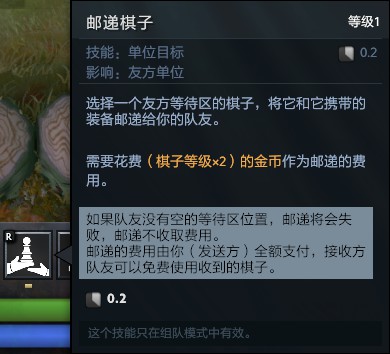 邮递棋子 等级1
技能：单位目标 0.2
影响：友方单位
选择一个友方等待区的棋子，将它和它携带的
装备邮递给你的队友。
需要花费（棋子等级×2）的金币作为邮递的费
用。
如果队友没有空的等待区位置，邮递将会失
败，邮递不收取费用。
邮递的费用由你（发送方）全额支付，接收方
队友可以免费使用收到的棋子。
R
0.2
这个技能只在组队模式中有效。